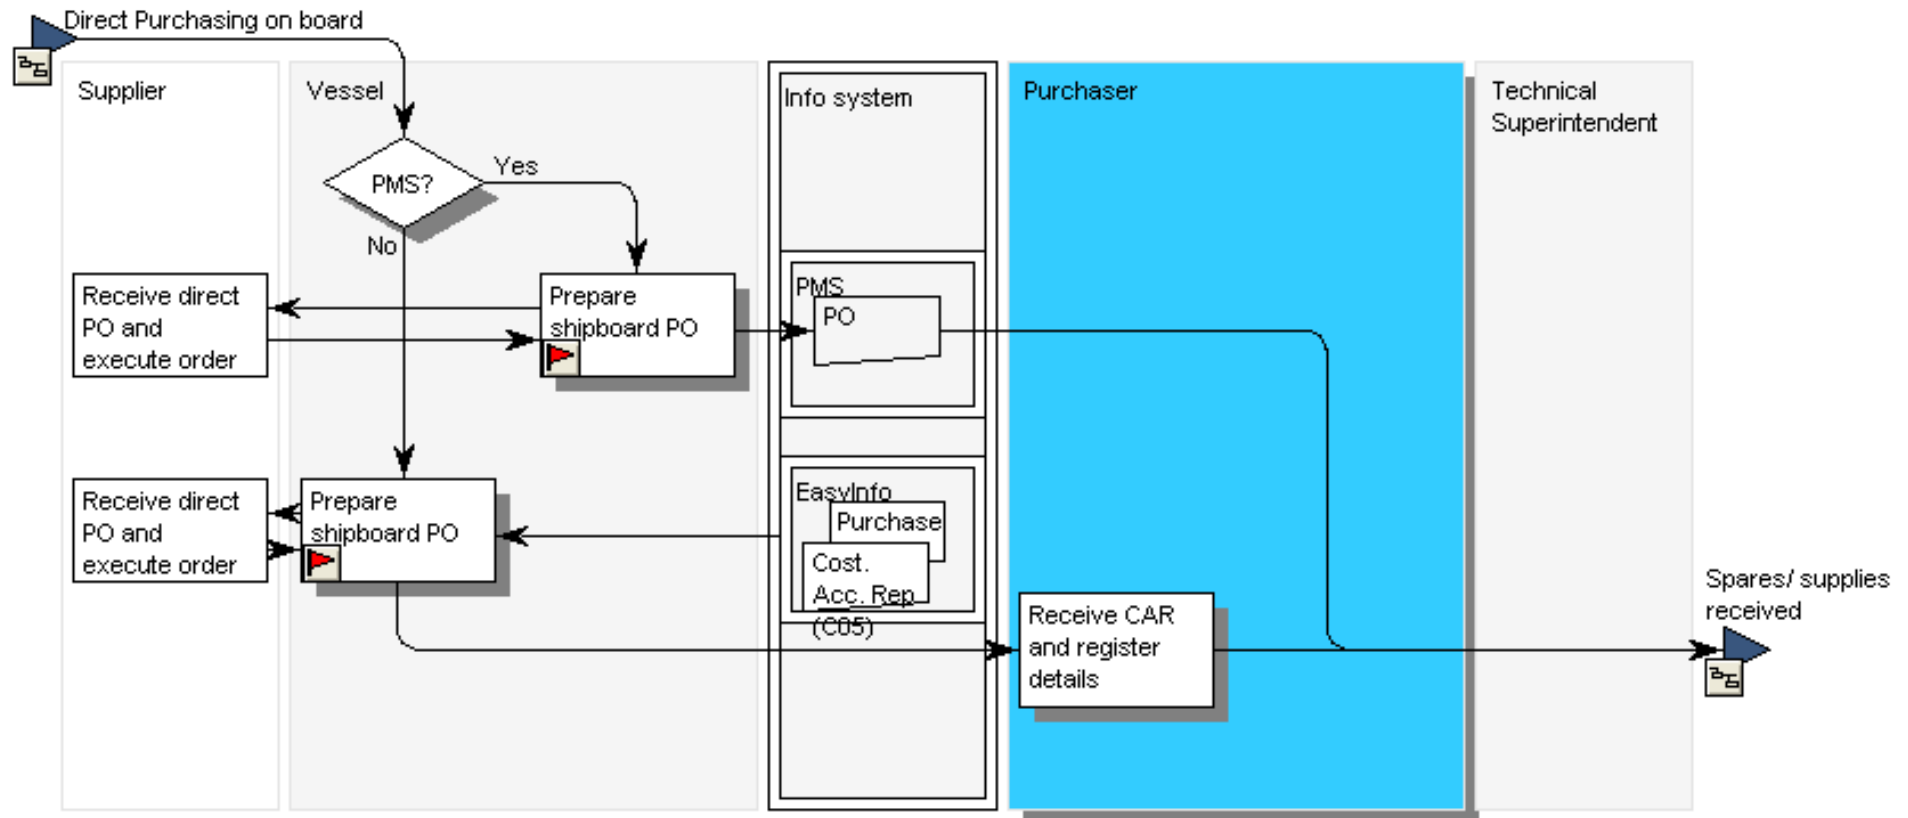 Direct Purchasing on board
Supplier
Vessel
Info system
Purchaser
Technical
Superintendent
PMS?
Yes
No
Receive direct
PO and
execute order
Prepare
shipboard PO
PMS
PO
Receive direct
PO and
execute order
Prepare
shipboard PO
EasyInfo
Purchase
Cost.
Acc. Rep
(C05)
Receive CAR
and register
details
Spares/ supplies
received